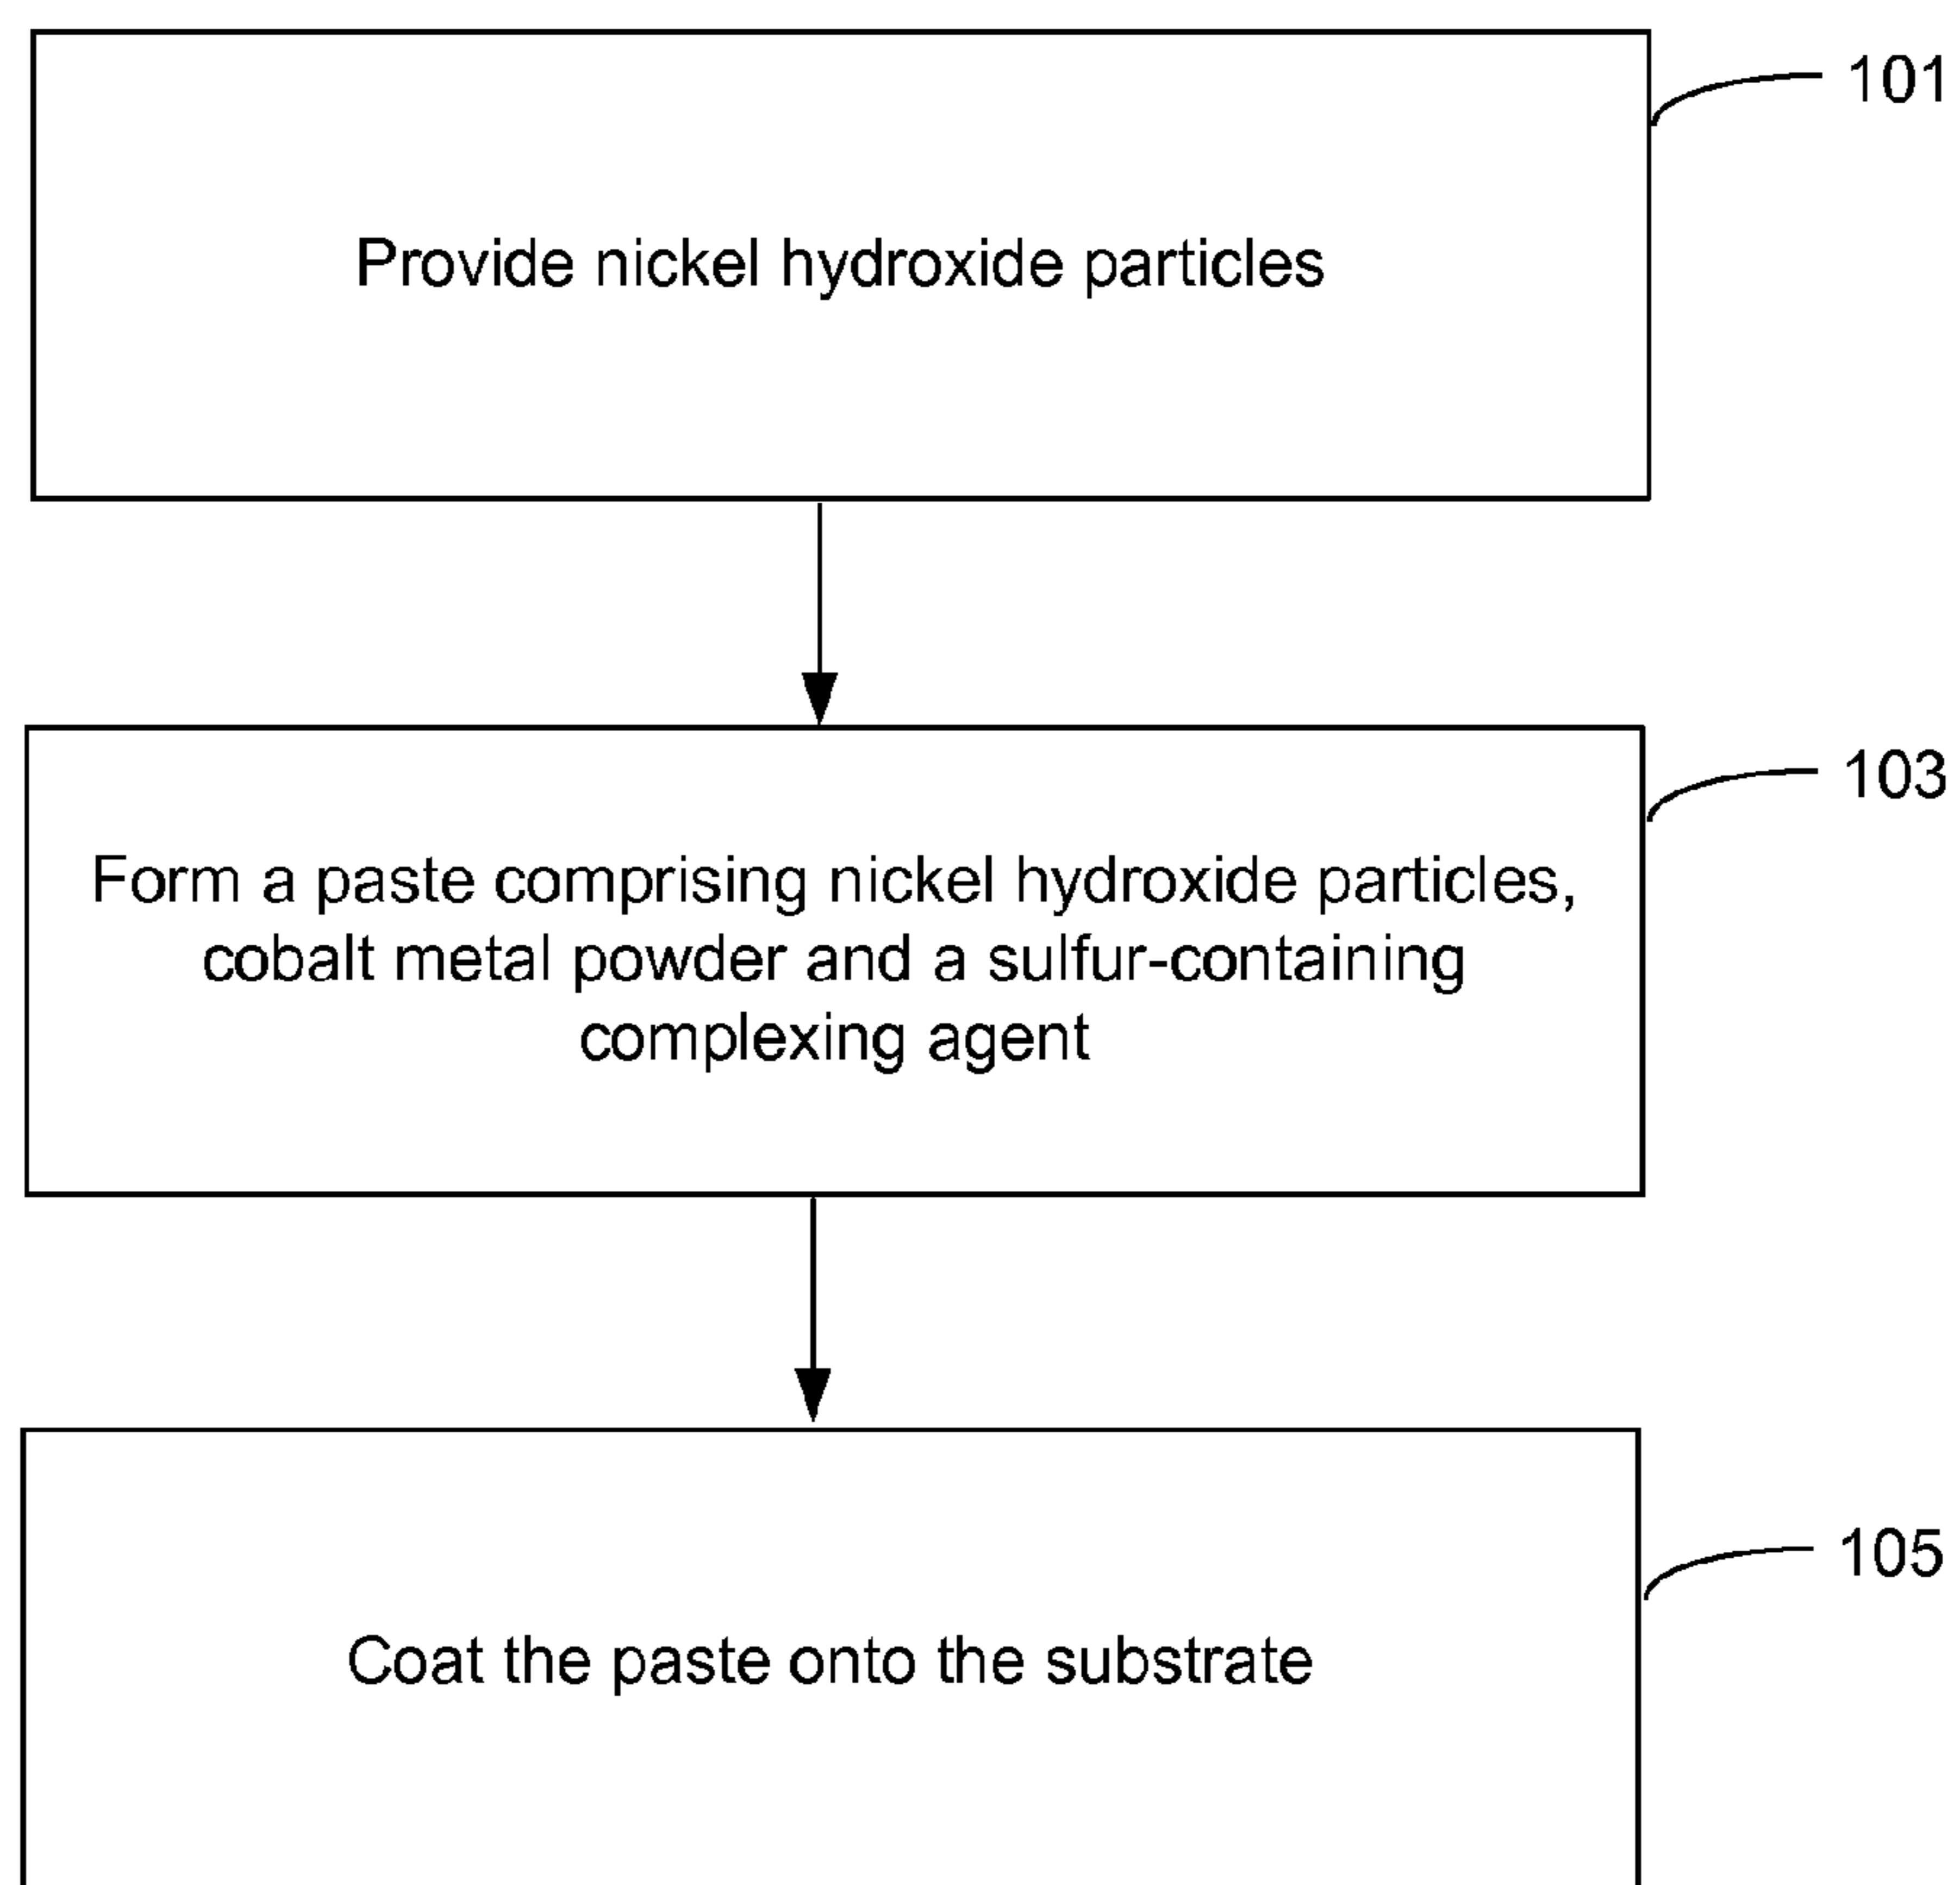 101
Provide nickel hydroxide particles
103
Form a paste comprising nickel hydroxide particles,
cobalt metal powder and a sulfur-containing
complexing agent
105
Coat the paste onto the substrate